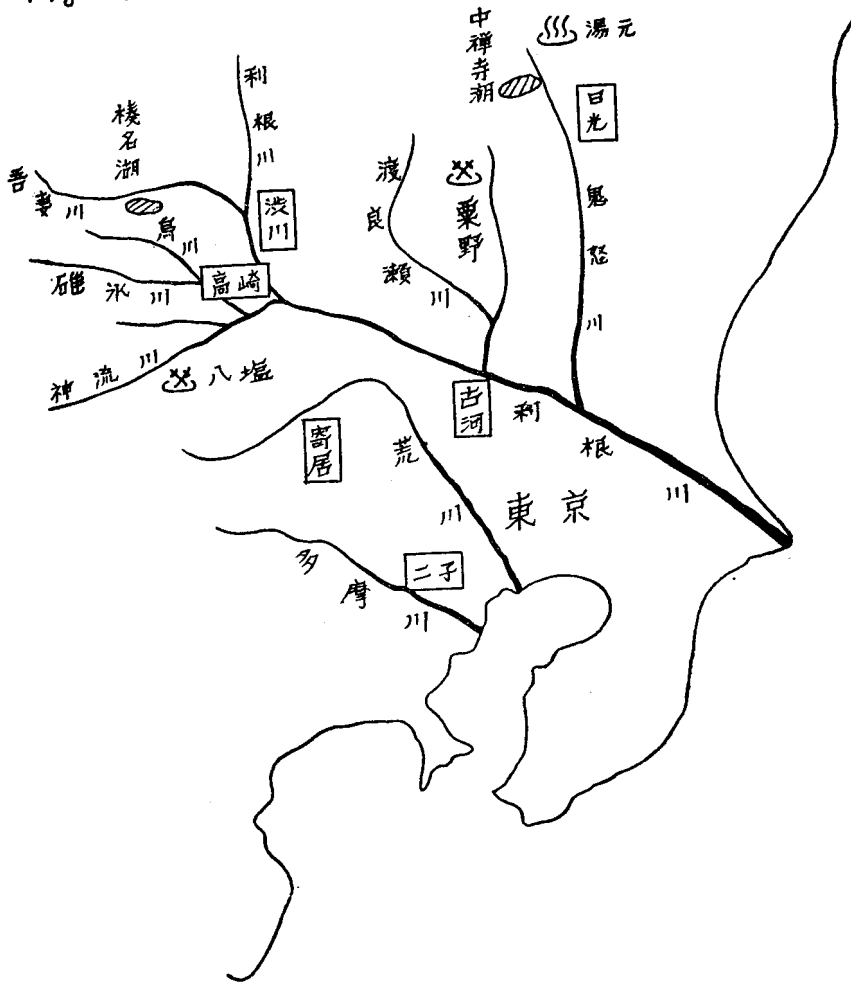 湯元
中禅寺湖
日光
鬼怒川
利根川
榛名湖
吾妻川
渋川
烏川
高崎
碓氷川
神流川
八塩
渡良瀬川
粟野
古河
利根川
寄居
荒川
東京
二子
多摩川